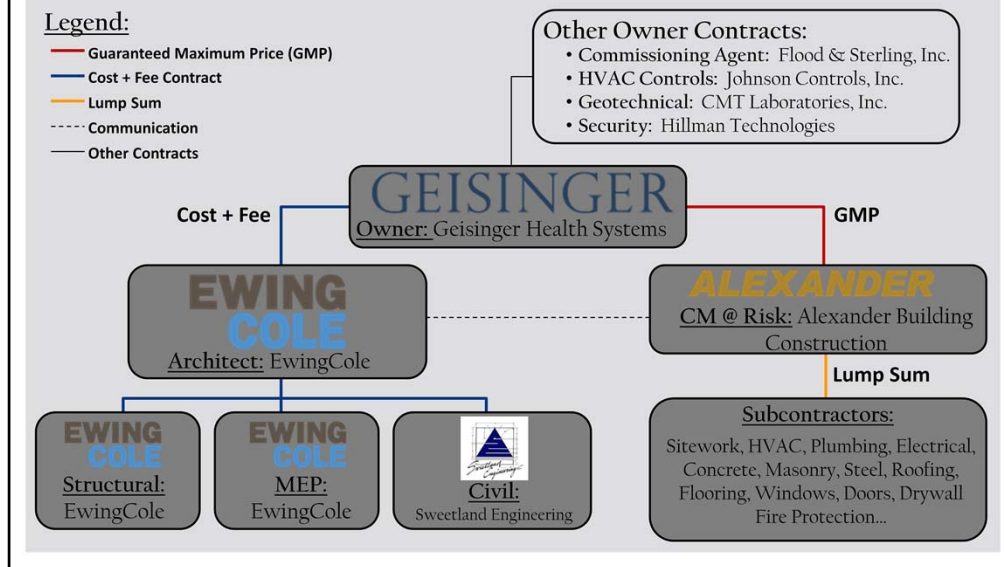 Legend:
Guaranteed Maximum Price (GMP)
Cost + Fee Contract
Lump Sum
Communication
Other Contracts
Other Owner Contracts:
• Commissioning Agent: Flood & Sterling, Inc.
• HVAC Controls: Johnson Controls, Inc.
• Geotechnical: CMT Laboratories, Inc.
• Security: Hillman Technologies
GEISINGER
Owner: Geisinger Health Systems
Cost + Fee
GMP
EWING
COLE
Architect: EwingCole
ALEXANDER
CM @ Risk: Alexander Building
Construction
Lump Sum
EWING
COLE
Structural:
EwingCole
EWING
COLE
MEP:
EwingCole
Sweetland
Engineering
Civil:
Sweetland Engineering
Subcontractors:
Sitework, HVAC, Plumbing, Electrical,
Concrete, Masonry, Steel, Roofing,
Flooring, Windows, Doors, Drywall
Fire Protection...